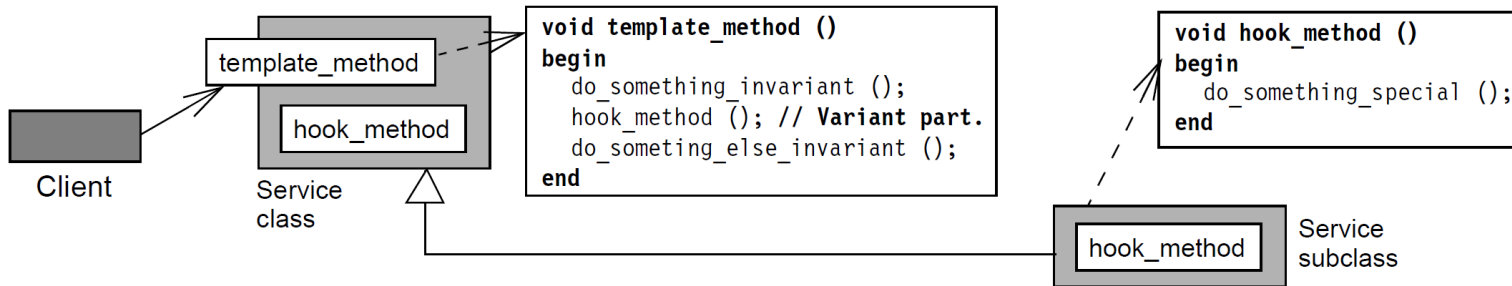 template_method
hook_method
Client
Service
class
void template_method ()
begin
do_something_invariant ();
hook_method (); // Variant part.
do_someting_else_invariant ();
end
void hook_method ()
begin
do_something_special ();
end
hook_method
Service
subclass